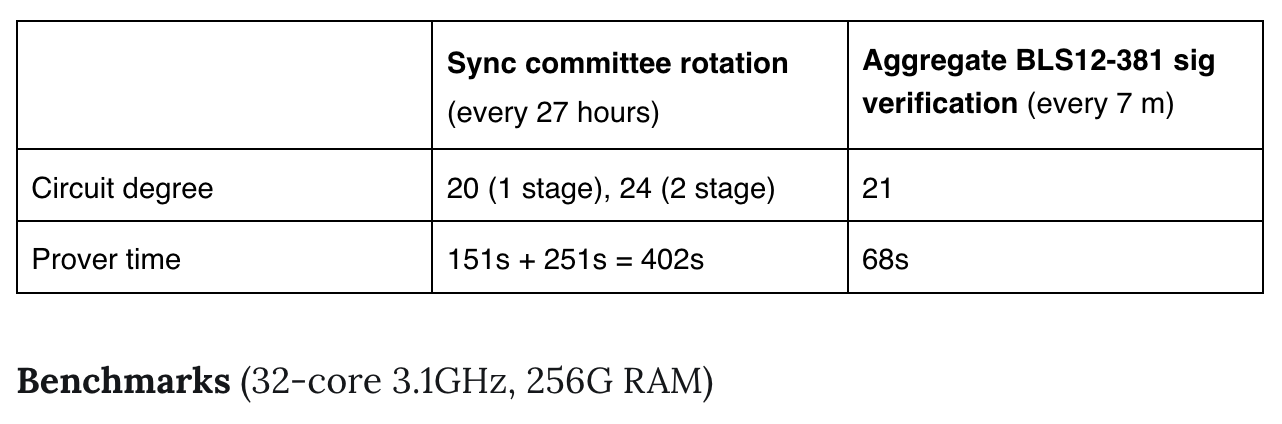 Sync committee rotation
(every 27 hours)
Aggregate BLS12-381 sig
verification (every 7 m)
Circuit degree
20 (1 stage), 24 (2 stage)
21
Prover time
151s + 251s = 402s
68s
Benchmarks (32-core 3.1GHz, 256G RAM)